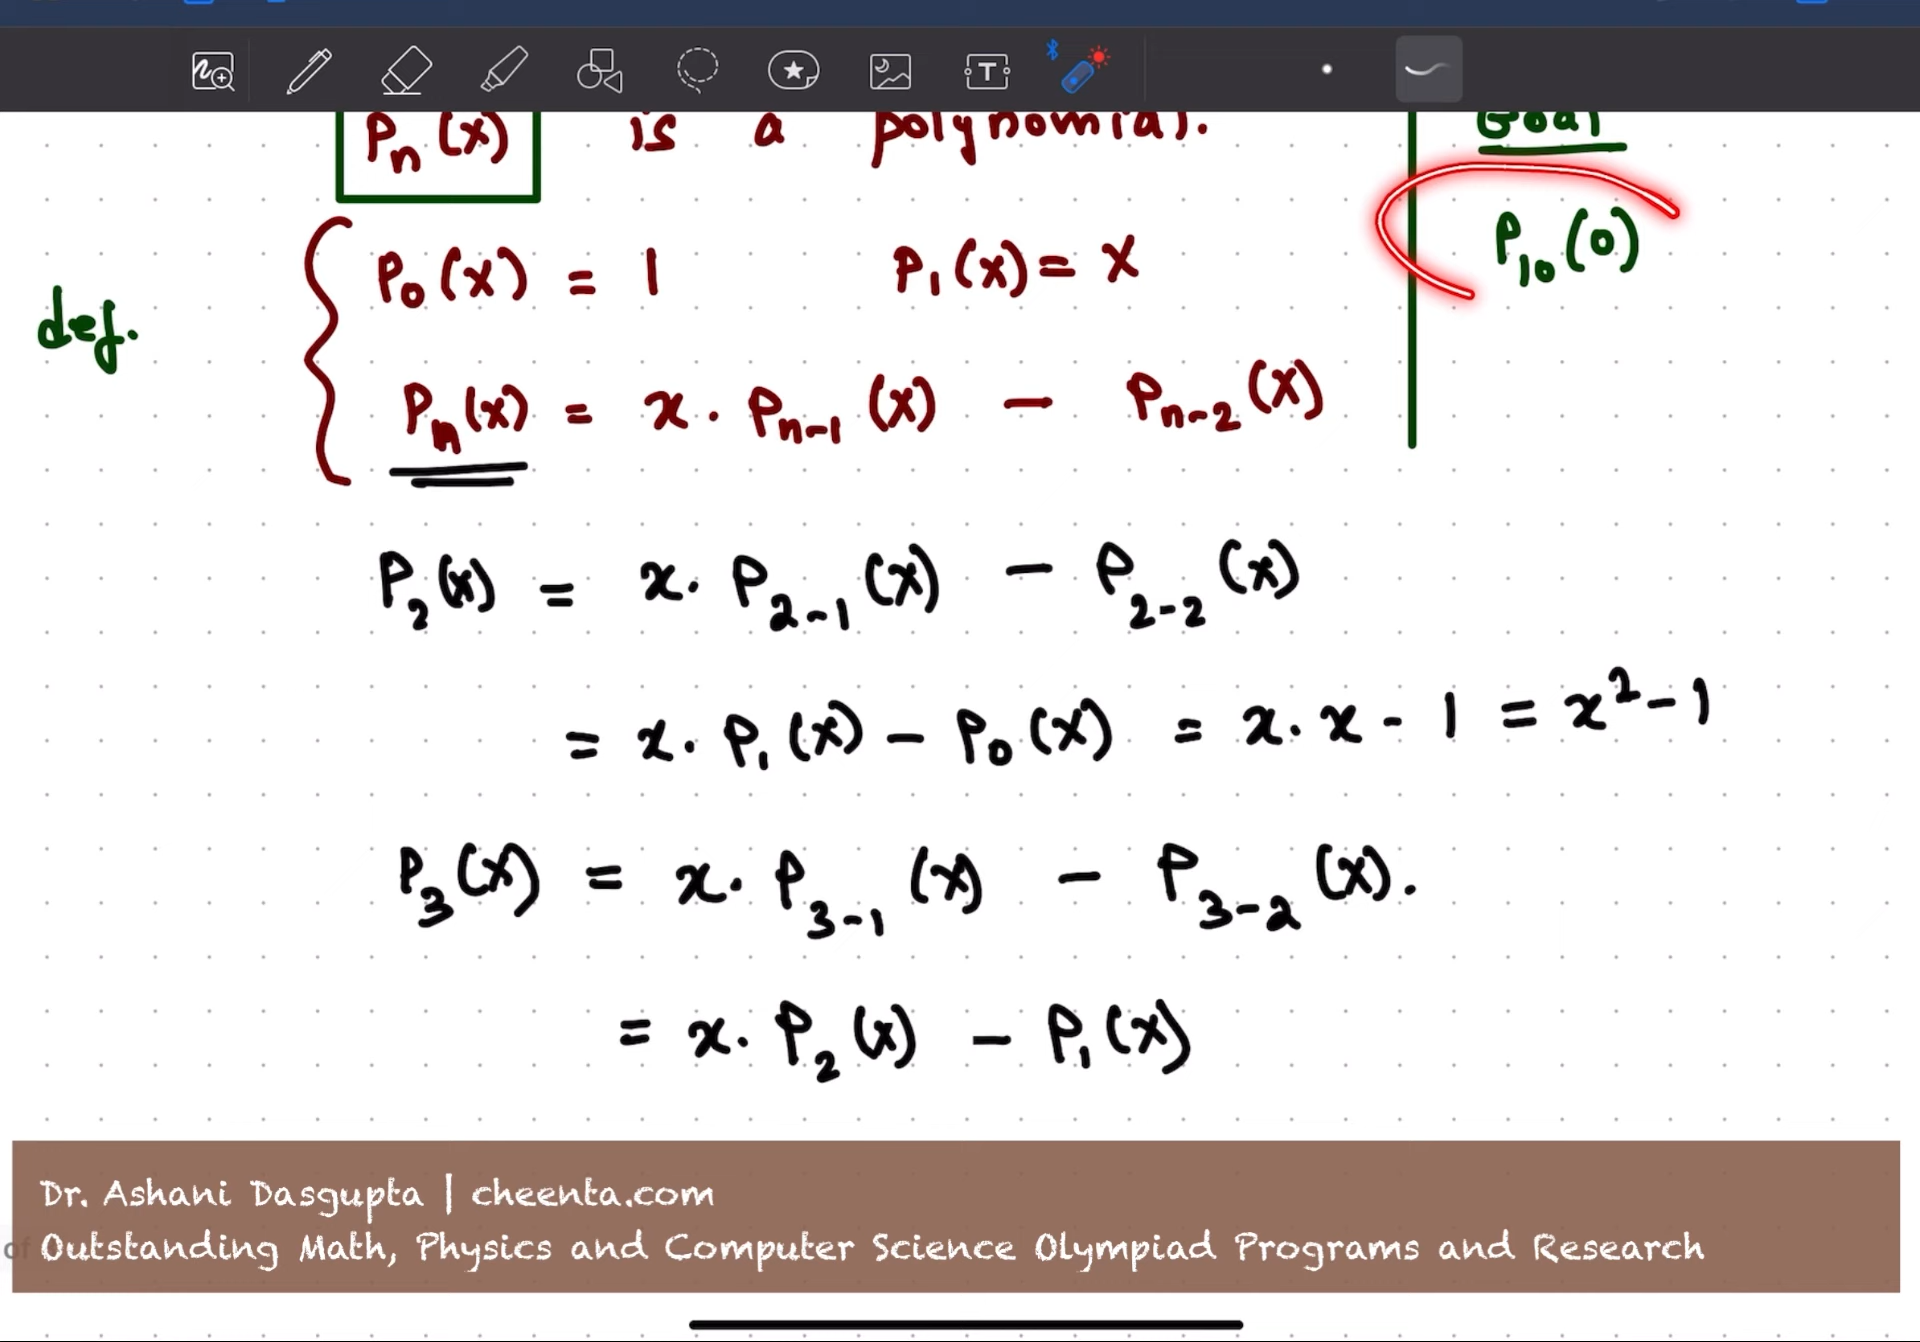 Pₙ(x) is a polynomial.
Goal
P₁₀(0)
def.
P₀(x) = 1 P₁(x) = x
Pₙ(x) = x · Pₙ₋₁(x) − Pₙ₋₂(x)
P₂(x) = x · P₂₋₁(x) − P₂₋₂(x)
= x · P₁(x) − P₀(x) = x · x − 1 = x² − 1
P₃(x) = x · P₃₋₁(x) − P₃₋₂(x).
= x · P₂(x) − P₁(x)
Dr. Ashani Dasgupta | cheenta.com
of Outstanding Math, Physics and Computer Science Olympiad Programs and Research